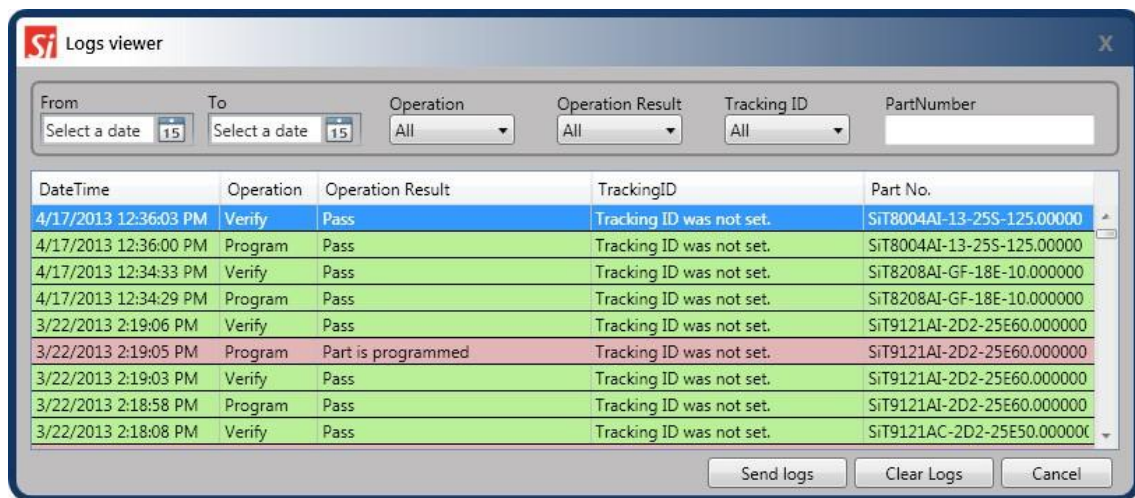 Si Logs viewer X
From To Operation Operation Result Tracking ID PartNumber
Select a date 15 Select a date 15 All All All
DateTime Operation Operation Result TrackingID Part No.
4/17/2013 12:36:03 PM Verify Pass Tracking ID was not set. SiT8004AI-13-25S-125.00000
4/17/2013 12:36:00 PM Program Pass Tracking ID was not set. SiT8004AI-13-25S-125.00000
4/17/2013 12:34:33 PM Verify Pass Tracking ID was not set. SiT8208AI-GF-18E-10.000000
4/17/2013 12:34:29 PM Program Pass Tracking ID was not set. SiT8208AI-GF-18E-10.000000
3/22/2013 2:19:06 PM Verify Pass Tracking ID was not set. SiT9121AI-2D2-25E60.000000
3/22/2013 2:19:05 PM Program Part is programmed Tracking ID was not set. SiT9121AI-2D2-25E60.000000
3/22/2013 2:19:03 PM Verify Pass Tracking ID was not set. SiT9121AI-2D2-25E60.000000
3/22/2013 2:18:58 PM Program Pass Tracking ID was not set. SiT9121AI-2D2-25E60.000000
3/22/2013 2:18:08 PM Verify Pass Tracking ID was not set. SiT9121AC-2D2-25E50.00000
Send logs Clear Logs Cancel